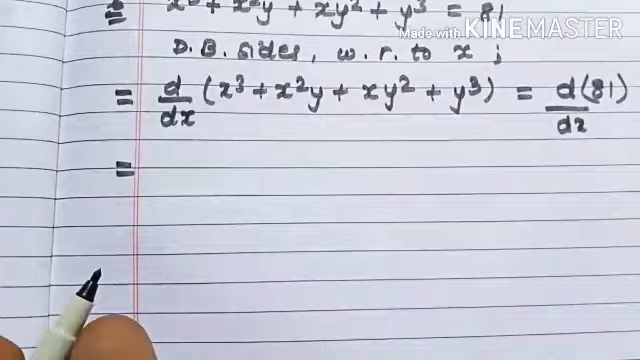 Made with KINEMASTER
x³ + x²y + xy² + y³ = 81
D.B. sides, w.r. to x ;
= d/dx (x³ + x²y + xy² + y³) = d(81)/dx
=